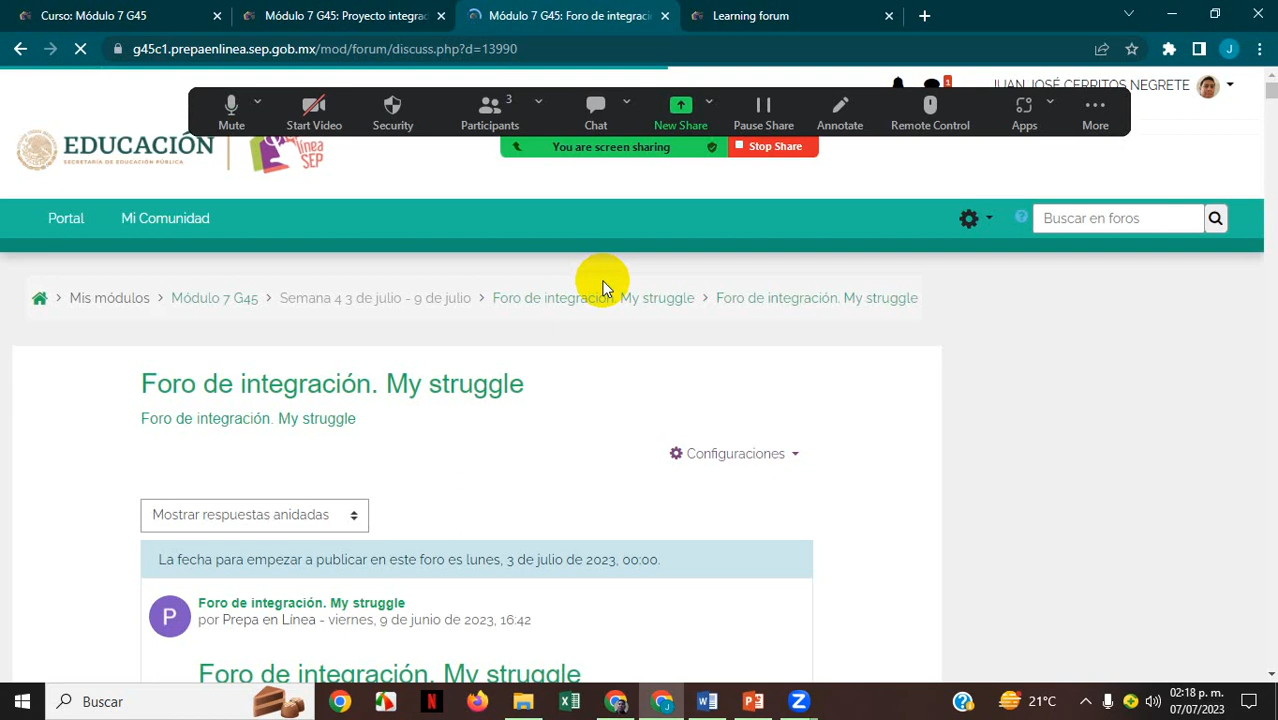 Curso: Módulo 7 G45
Módulo 7 G45: Proyecto integrac
Módulo 7 G45: Foro de integraci
Learning forum
g45c1.prepaenlinea.sep.gob.mx/mod/forum/discuss.php?d=13990
J
1
JUAN JOSÉ CERRITOS NEGRETE
Mute
Start Video
Security
3
Participants
Chat
New Share
Pause Share
Annotate
Remote Control
Apps
More
You are screen sharing
Stop Share
EDUCACIÓN
SECRETARÍA DE EDUCACIÓN PÚBLICA
línea
SEP
Portal
Mi Comunidad
Buscar en foros
Mis módulos
Módulo 7 G45
Semana 4 3 de julio - 9 de julio
Foro de integración. My struggle
Foro de integración. My struggle
Foro de integración. My struggle
Foro de integración. My struggle
Configuraciones
Mostrar respuestas anidadas
La fecha para empezar a publicar en este foro es lunes, 3 de julio de 2023, 00:00.
P
Foro de integración. My struggle
por Prepa en Línea - viernes, 9 de junio de 2023, 16:42
Foro de integración. My struggle
Buscar
21°C
02:18 p. m.
07/07/2023